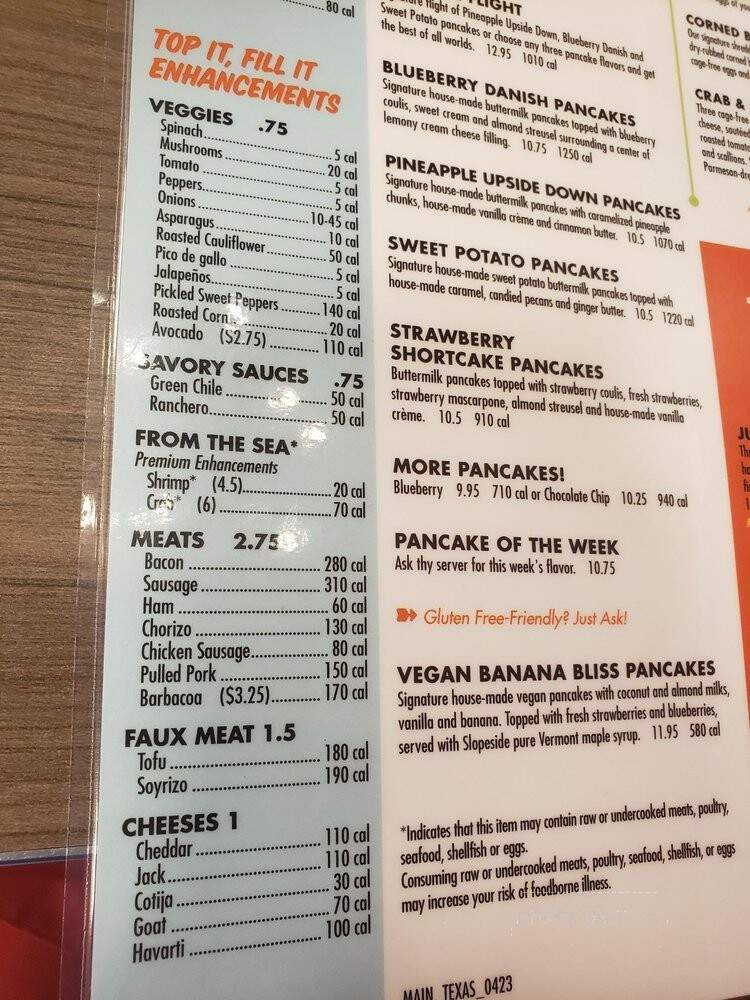 80 cal
TOP IT, FILL IT
ENHANCEMENTS
VEGGIES .75
Spinach 5 cal
Mushrooms 20 cal
Tomato 5 cal
Peppers 5 cal
Onions 10-45 cal
Asparagus 10 cal
Roasted Cauliflower 50 cal
Pico de gallo 5 cal
Jalapeños 5 cal
Pickled Sweet Peppers 140 cal
Roasted Corn 20 cal
Avocado ($2.75) 110 cal
SAVORY SAUCES .75
Green Chile 50 cal
Ranchero 50 cal
FROM THE SEA*
Premium Enhancements
Shrimp* (4.5) 20 cal
Crab* (6) 70 cal
MEATS 2.75
Bacon 280 cal
Sausage 310 cal
Ham 60 cal
Chorizo 130 cal
Chicken Sausage 80 cal
Pulled Pork 150 cal
Barbacoa ($3.25) 170 cal
FAUX MEAT 1.5
Tofu 180 cal
Soyrizo 190 cal
CHEESES 1
Cheddar 110 cal
Jack 110 cal
Cotija 30 cal
Goat 70 cal
Havarti 100 cal
flight of Pineapple Upside Down, Blueberry Danish and
Sweet Potato pancakes or choose any three pancake flavors and get
the best of all worlds. 12.95 1010 cal
BLUEBERRY DANISH PANCAKES
Signature house-made buttermilk pancakes topped with blueberry
coulis, sweet cream and almond streusel surrounding a center of
lemony cream cheese filling. 10.75 1250 cal
PINEAPPLE UPSIDE DOWN PANCAKES
Signature house-made buttermilk pancakes with caramelized pineapple
chunks, house-made vanilla crème and cinnamon butter. 10.5 1070 cal
SWEET POTATO PANCAKES
Signature house-made sweet potato buttermilk pancakes topped with
house-made caramel, candied pecans and ginger butter. 10.5 1220 cal
STRAWBERRY
SHORTCAKE PANCAKES
Buttermilk pancakes topped with strawberry coulis, fresh strawberries,
strawberry mascarpone, almond streusel and house-made vanilla
crème. 10.5 910 cal
MORE PANCAKES!
Blueberry 9.95 710 cal or Chocolate Chip 10.25 940 cal
PANCAKE OF THE WEEK
Ask thy server for this week's flavor. 10.75
Gluten Free-Friendly? Just Ask!
VEGAN BANANA BLISS PANCAKES
Signature house-made vegan pancakes with coconut and almond milks,
vanilla and banana. Topped with fresh strawberries and blueberries,
served with Slopeside pure Vermont maple syrup. 11.95 580 cal
*Indicates that this item may contain raw or undercooked meats, poultry,
seafood, shellfish or eggs.
Consuming raw or undercooked meats, poultry, seafood, shellfish, or eggs
may increase your risk of foodborne illness.
MAIN_TEXAS_0423
CORNED
Our signature
dry-rubbed corned
cage-free eggs
CRAB &
Three cage-free
cheese,
roasted
and scallions.